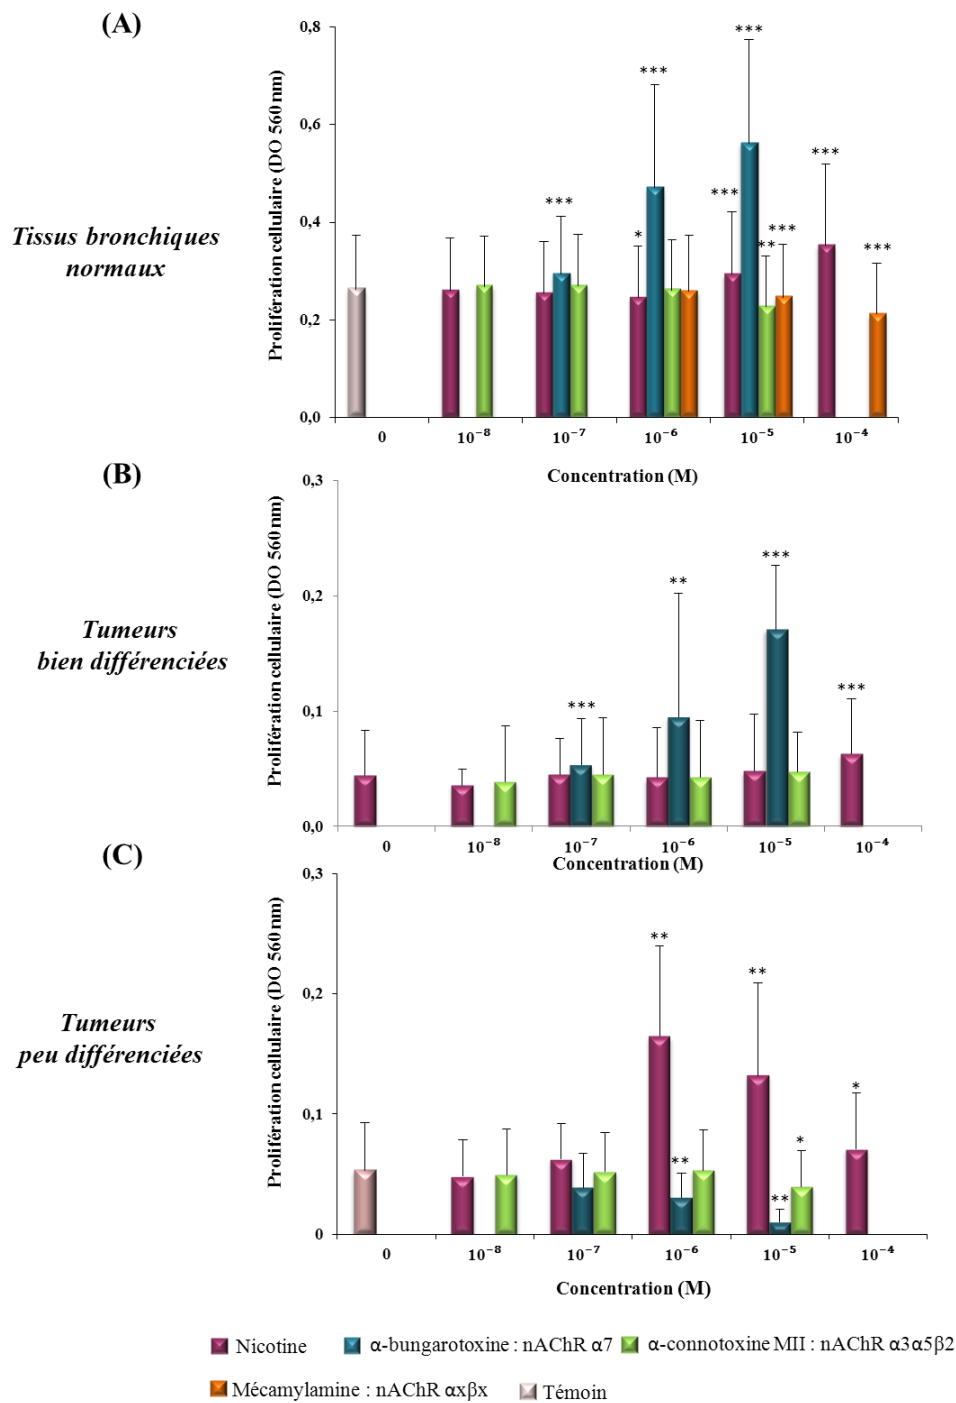 (A)
Tissus bronchiques
normaux
Prolifération cellulaire (DO 560 nm)
0,8
0,6
0,4
0,2
0,0
***
*
***
***
***
**
***
***
***
***
0
10⁻⁸
10⁻⁷
10⁻⁶
10⁻⁵
10⁻⁴
Concentration (M)
(B)
Tumeurs
bien différenciées
Prolifération cellulaire (DO 560 nm)
0,3
0,2
0,1
0,0
***
**
***
***
0
10⁻⁸
10⁻⁷
10⁻⁶
10⁻⁵
10⁻⁴
Concentration (M)
(C)
Tumeurs
peu différenciées
Prolifération cellulaire (DO 560 nm)
0,3
0,2
0,1
0
**
**
**
**
*
*
0
10⁻⁸
10⁻⁷
10⁻⁶
10⁻⁵
10⁻⁴
Concentration (M)
Nicotine
α-bungarotoxine : nAChR α7
α-connotoxine MII : nAChR α3α5β2
Mécamylamine : nAChR αxβx
Témoin